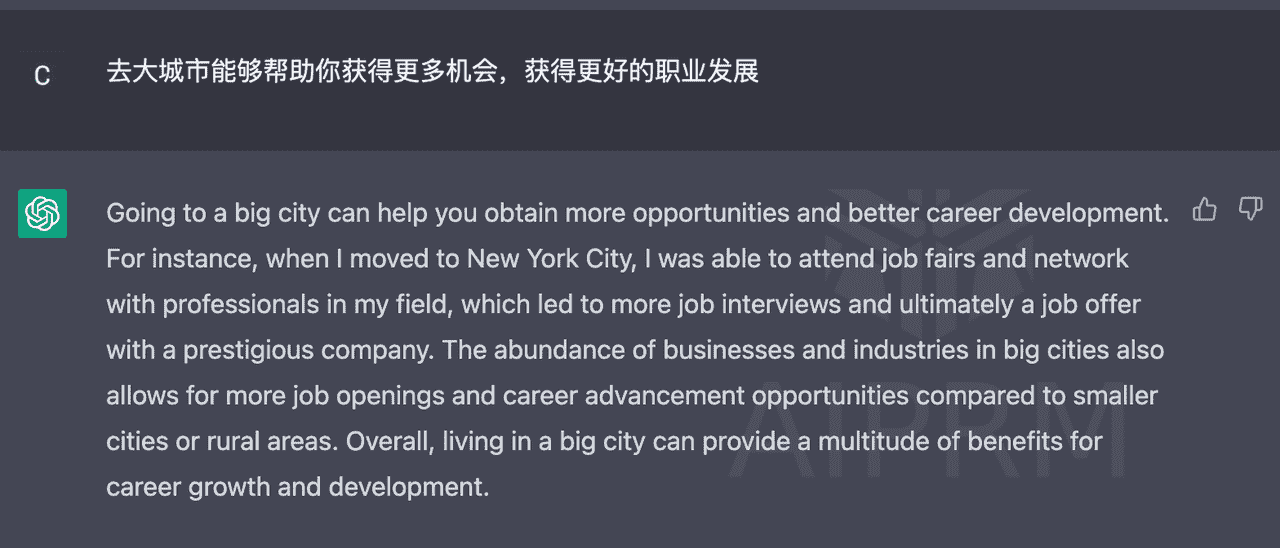 C
去大城市能够帮助你获得更多机会，获得更好的职业发展
Going to a big city can help you obtain more opportunities and better career development.
For instance, when I moved to New York City, I was able to attend job fairs and network
with professionals in my field, which led to more job interviews and ultimately a job offer
with a prestigious company. The abundance of businesses and industries in big cities also
allows for more job openings and career advancement opportunities compared to smaller
cities or rural areas. Overall, living in a big city can provide a multitude of benefits for
career growth and development.
AIPRM